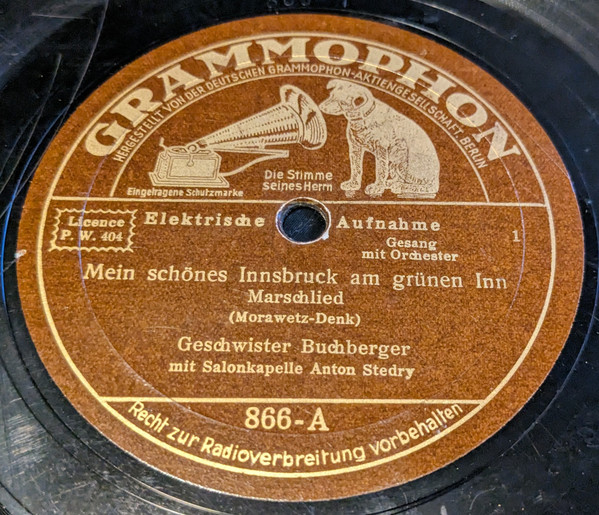 GRAMMOPHON
HERGESTELLT VON DER DEUTSCHEN GRAMMOPHON-AKTIENGESELLSCHAFT, BERLIN
Die Stimme
seines Herrn
Eingetragene Schutzmarke
Licence
P. W. 404
Elektrische Aufnahme
Gesang
mit Orchester
1
Mein schönes Innsbruck am grünen Inn
Marschlied
(Morawetz-Denk)
Geschwister Buchberger
mit Salonkapelle Anton Stedry
866-A
Recht zur Radioverbreitung vorbehalten